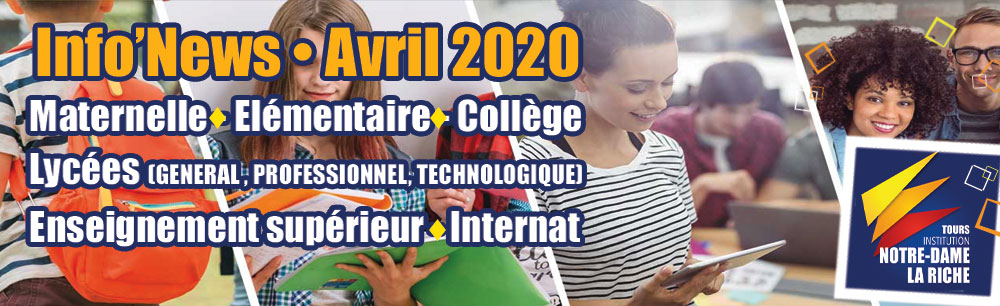 Info'News • Avril 2020
Maternelle♦ Elémentaire♦ Collège
Lycées (GENERAL, PROFESSIONNEL, TECHNOLOGIQUE)
Enseignement supérieur♦ Internat
TOURS
INSTITUTION
NOTRE-DAME
LA RICHE